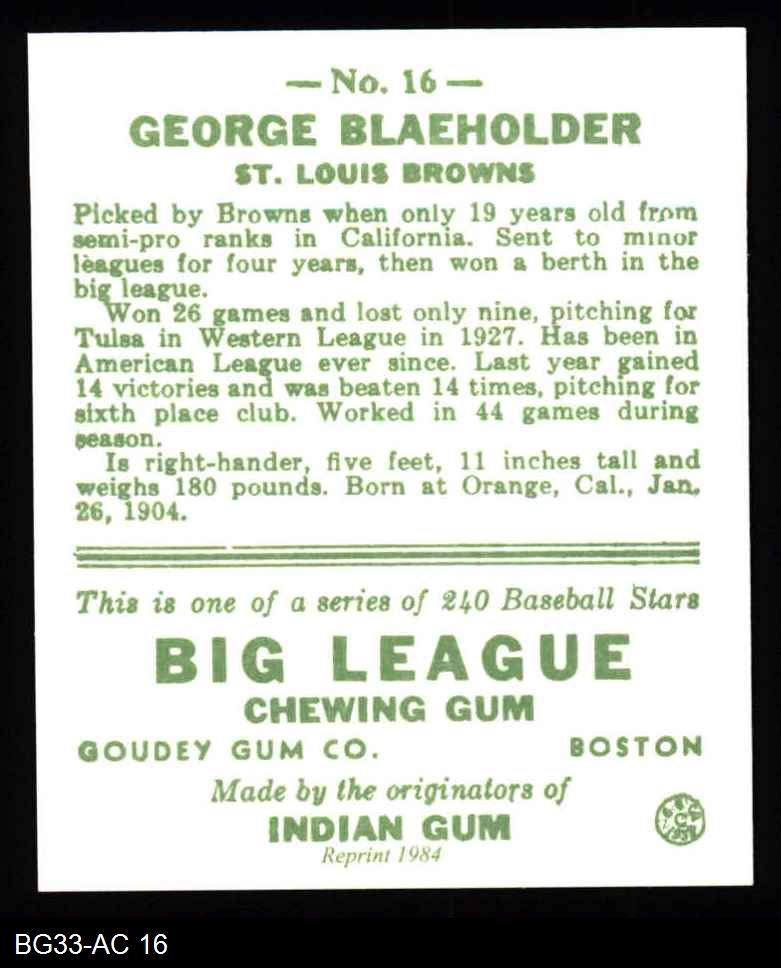 — No. 16 —
GEORGE BLAEHOLDER
ST. LOUIS BROWNS
Picked by Browns when only 19 years old from
semi-pro ranks in California. Sent to minor
leagues for four years, then won a berth in the
big league.
Won 26 games and lost only nine, pitching for
Tulsa in Western League in 1927. Has been in
American League ever since. Last year gained
14 victories and was beaten 14 times, pitching for
sixth place club. Worked in 44 games during
season.
Is right-hander, five feet, 11 inches tall and
weighs 180 pounds. Born at Orange, Cal., Jan.
26, 1904.
This is one of a series of 240 Baseball Stars
BIG LEAGUE
CHEWING GUM
GOUDEY GUM CO. BOSTON
Made by the originators of
INDIAN GUM
Reprint 1984
BG33-AC 16